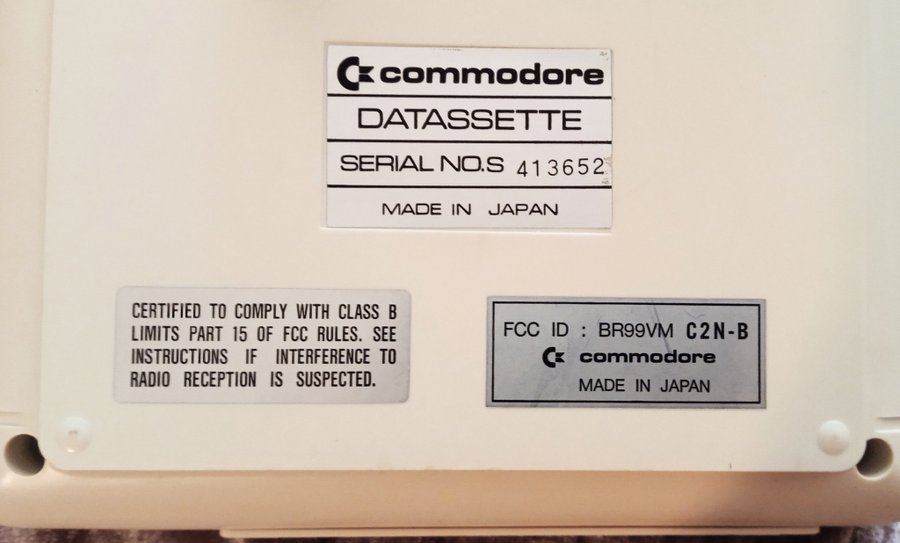 commodore
DATASSETTE
SERIAL NO.S 413652
MADE IN JAPAN
CERTIFIED TO COMPLY WITH CLASS B
LIMITS PART 15 OF FCC RULES. SEE
INSTRUCTIONS IF INTERFERENCE TO
RADIO RECEPTION IS SUSPECTED.
FCC ID : BR99VM C2N-B
commodore
MADE IN JAPAN